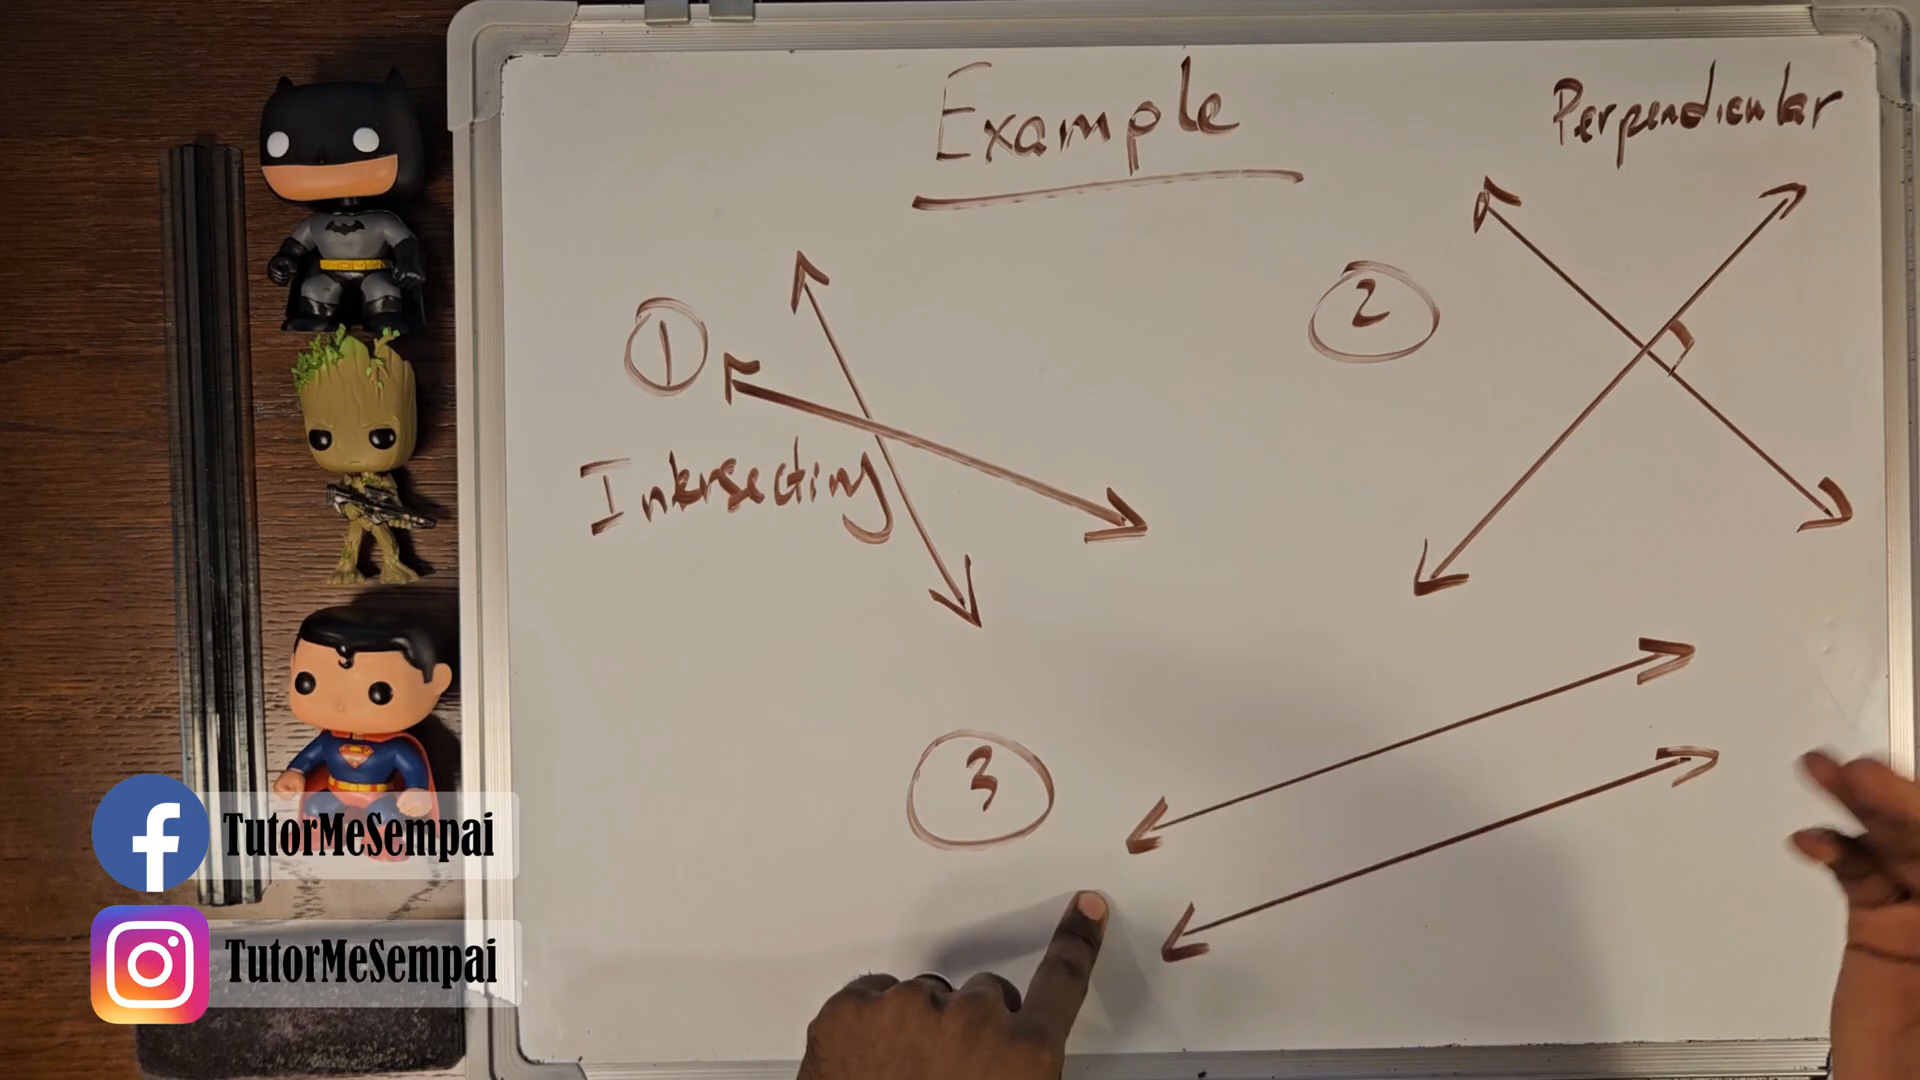 Example
Perpendicular
1
2
Intersecting
3
TutorMeSempai
TutorMeSempai